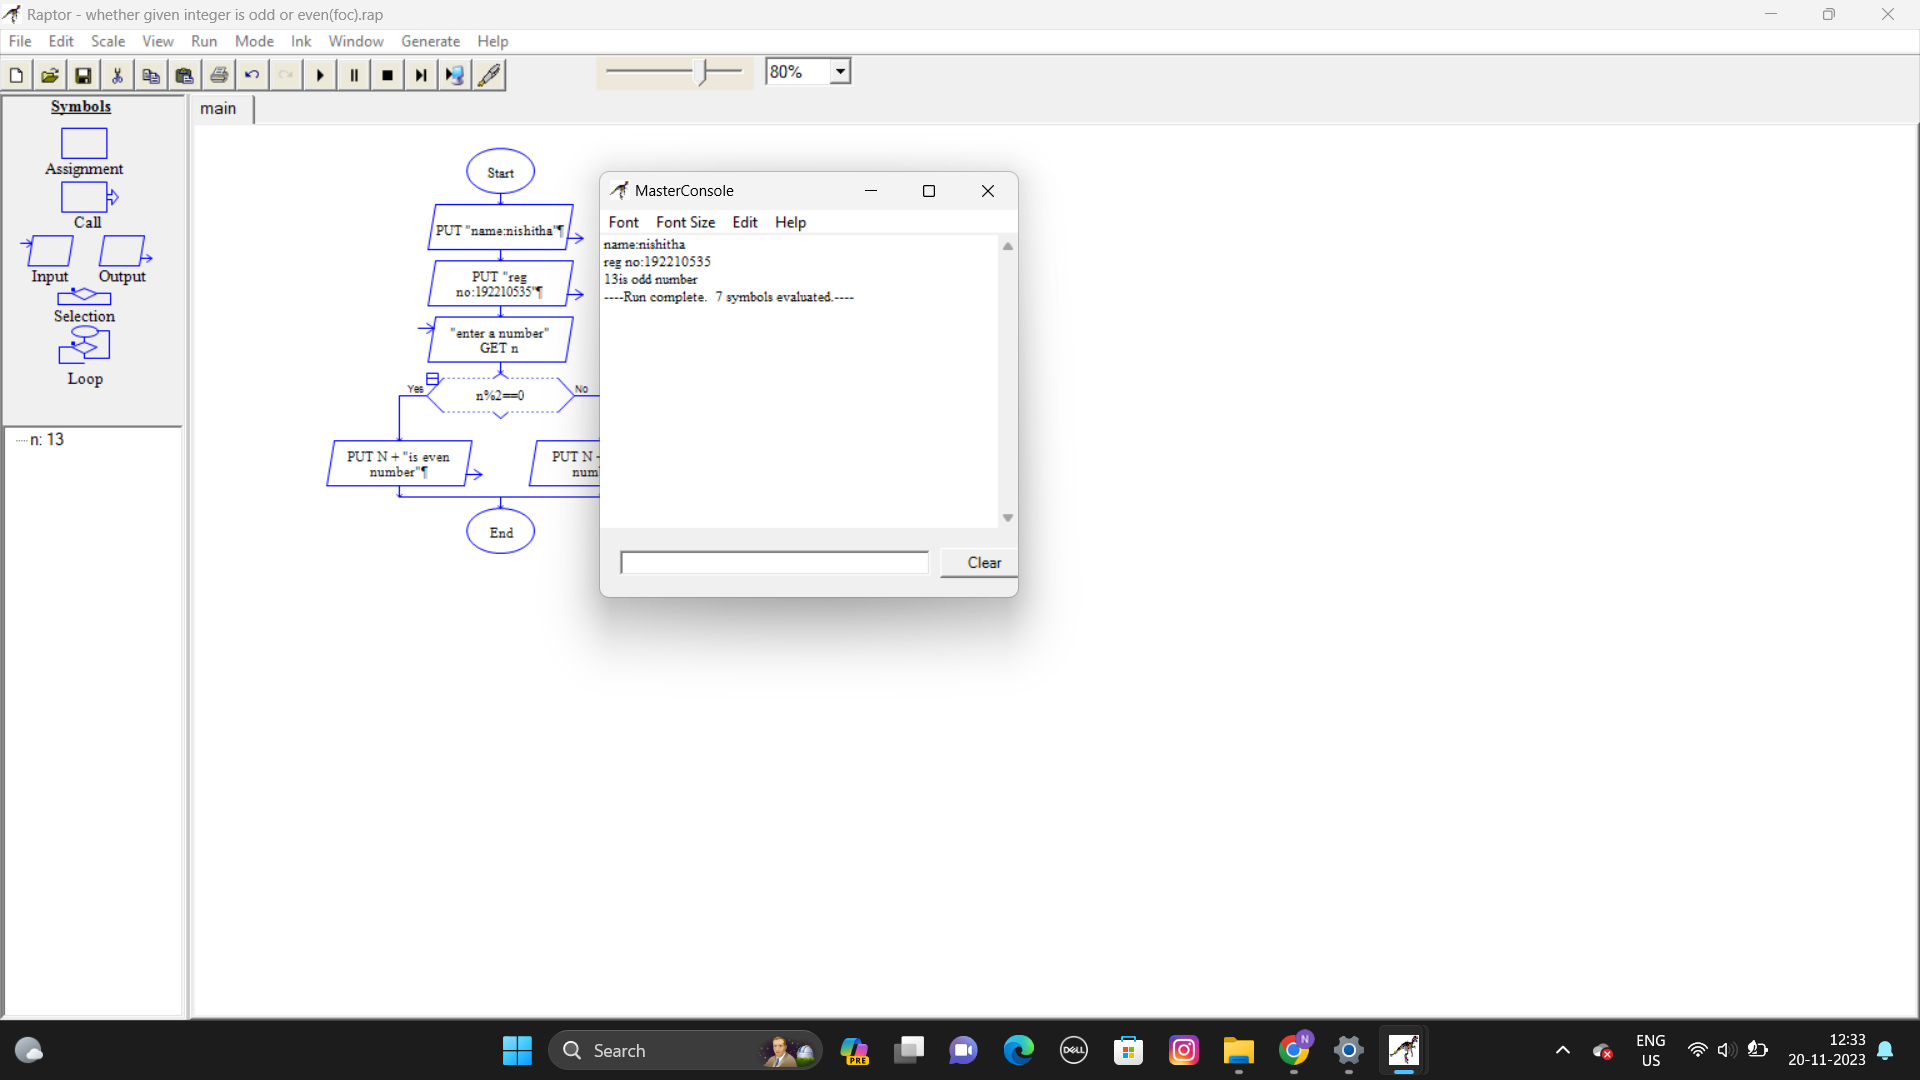 Raptor - whether given integer is odd or even(foc).rap
File Edit Scale View Run Mode Ink Window Generate Help
80%
Symbols
Assignment
Call
Input Output
Selection
Loop
n: 13
main
Start
PUT "name:nishitha"¶
PUT "reg
no:192210535"¶
"enter a number"
GET n
Yes
No
n%2==0
PUT N + "is even
number"¶
PUT N
num
End
MasterConsole
Font Font Size Edit Help
name:nishitha
reg no:192210535
13is odd number
----Run complete. 7 symbols evaluated.----
Clear
Search
PRE
DELL
N
ENG
US
12:33
20-11-2023